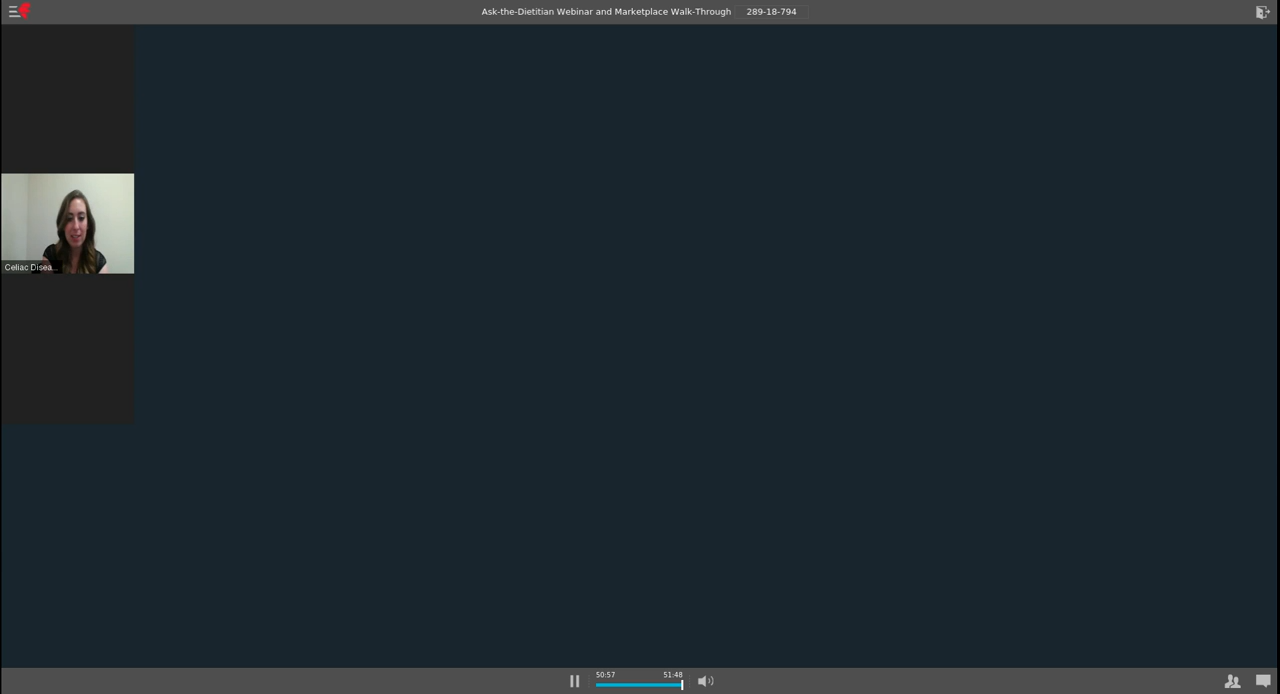 Ask-the-Dietitian Webinar and Marketplace Walk-Through 289-18-794
Celiac Disea...
50:57 51:48